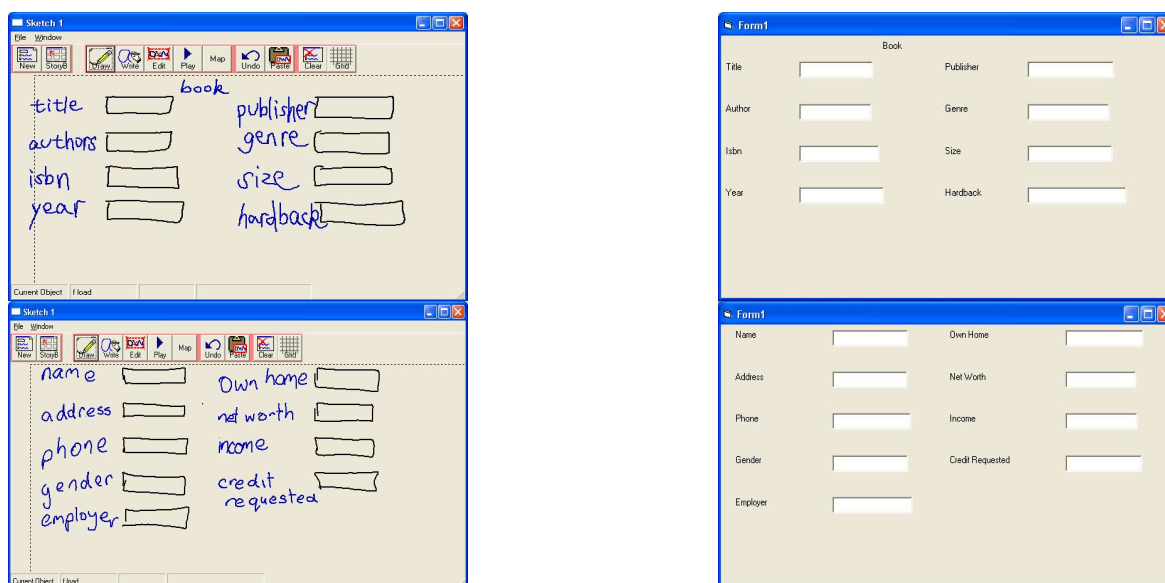 Sketch 1
File Window
New StoryB Draw Write Edit Play Map Undo Paste Clear Grid
book
title publisher
authors genre
isbn size
year hardback
Current Object f load
Form1
Book
Title Publisher
Author Genre
Isbn Size
Year Hardback
Sketch 1
File Window
New StoryB Draw Write Edit Play Map Undo Paste Clear Grid
name own home
address net worth
phone income
gender credit
requested
employer
Current Object f load
Form1
Name Own Home
Address Net Worth
Phone Income
Gender Credit Requested
Employer